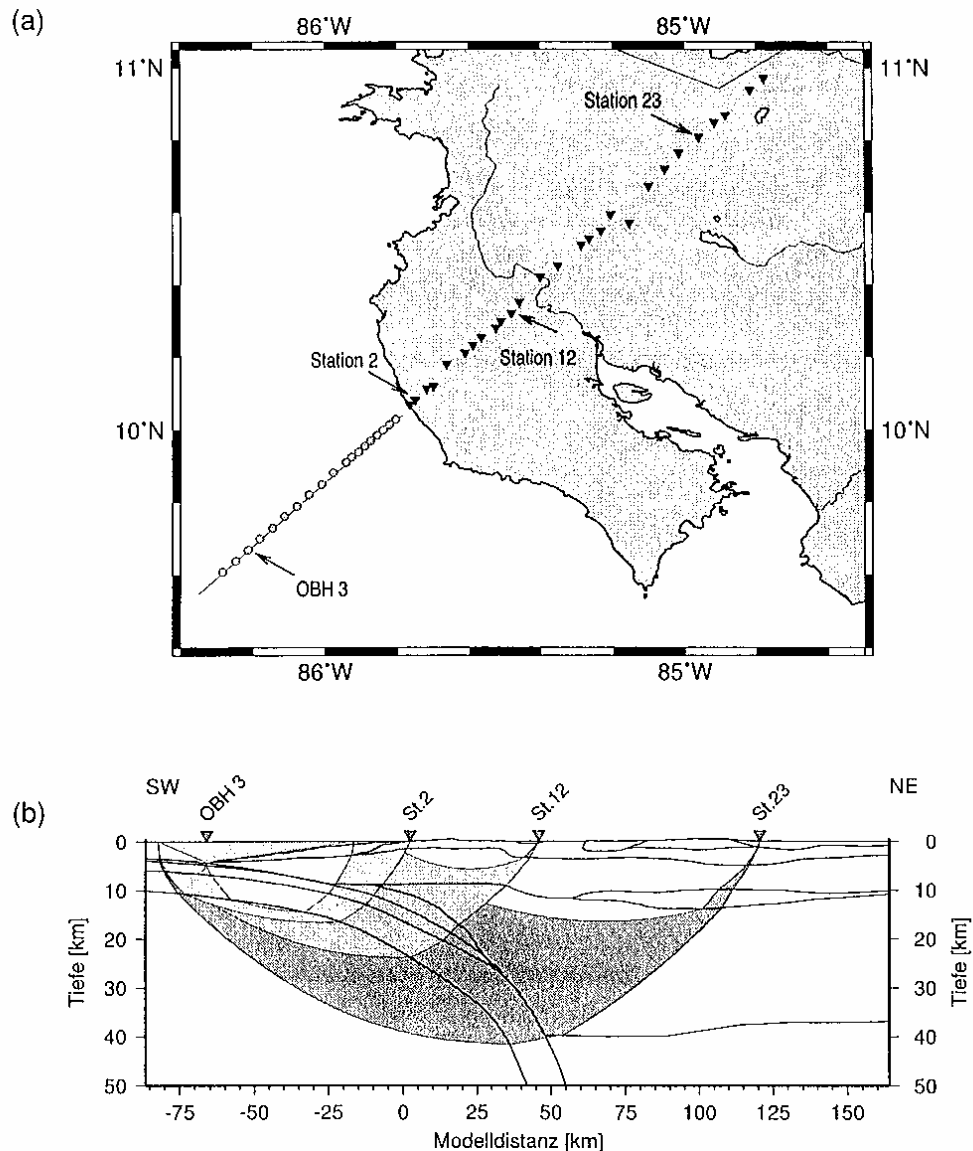 (a)
86°W 85°W
11°N 11°N
Station 23
Station 2
Station 12
10°N 10°N
OBH 3
86°W 85°W
(b)
SW OBH 3 St.2 St.12 St.23 NE
0 0
10 10
20 20
30 30
40 40
50 50
Tiefe [km] Tiefe [km]
-75 -50 -25 0 25 50 75 100 125 150
Modelldistanz [km]